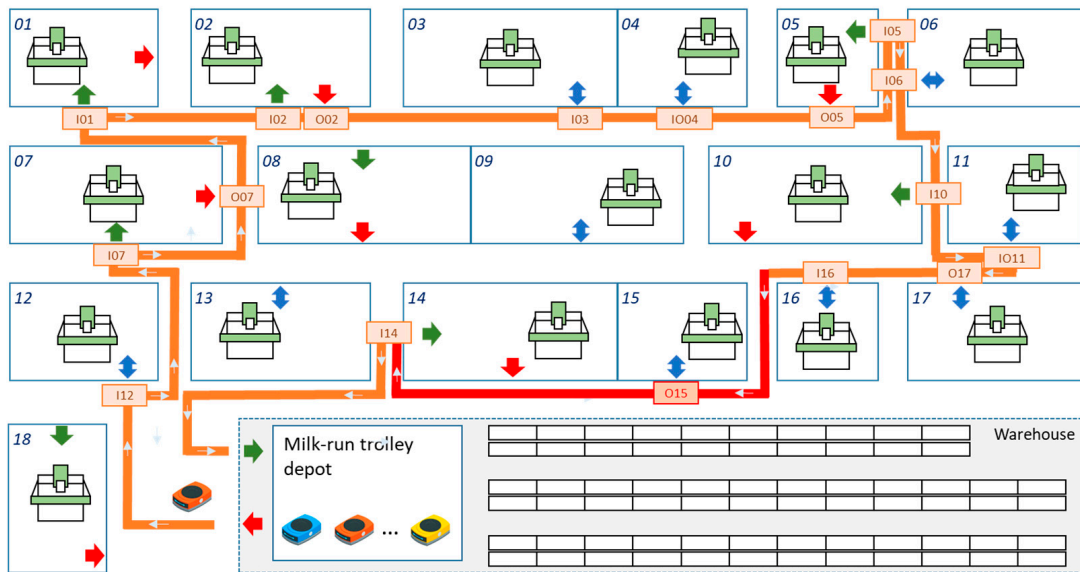 01
02
03
04
05
I05
06
I06
I01
I02
O02
I03
IO04
O05
07
08
09
10
11
O07
I10
I07
IO11
I16
O17
12
13
14
15
16
17
I14
I12
O15
18
Milk-run trolley
depot
...
Warehouse